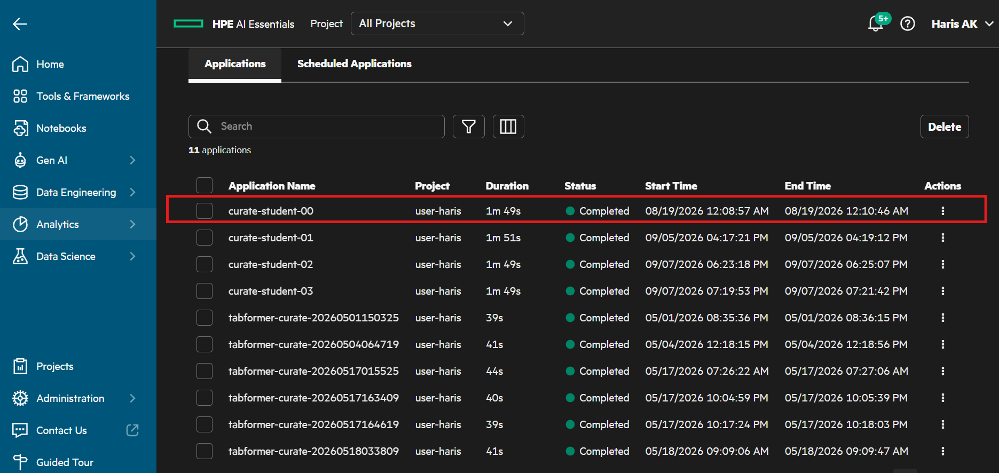 HPE AI Essentials Project All Projects 5+ Haris AK
Home
Tools & Frameworks
Notebooks
Gen AI
Data Engineering
Analytics
Data Science
Projects
Administration
Contact Us
Guided Tour
Applications Scheduled Applications
Search Delete
11 applications
Application Name Project Duration Status Start Time End Time Actions
curate-student-00 user-haris 1m 49s Completed 08/19/2026 12:08:57 AM 08/19/2026 12:10:46 AM
curate-student-01 user-haris 1m 51s Completed 09/05/2026 04:17:21 PM 09/05/2026 04:19:12 PM
curate-student-02 user-haris 1m 49s Completed 09/07/2026 06:23:18 PM 09/07/2026 06:25:07 PM
curate-student-03 user-haris 1m 49s Completed 09/07/2026 07:19:53 PM 09/07/2026 07:21:42 PM
tabformer-curate-20260501150325 user-haris 39s Completed 05/01/2026 08:35:36 PM 05/01/2026 08:36:15 PM
tabformer-curate-20260504064719 user-haris 41s Completed 05/04/2026 12:18:15 PM 05/04/2026 12:18:56 PM
tabformer-curate-20260517015525 user-haris 44s Completed 05/17/2026 07:26:22 AM 05/17/2026 07:27:06 AM
tabformer-curate-20260517163409 user-haris 40s Completed 05/17/2026 10:04:59 PM 05/17/2026 10:05:39 PM
tabformer-curate-20260517164619 user-haris 39s Completed 05/17/2026 10:17:24 PM 05/17/2026 10:18:03 PM
tabformer-curate-20260518033809 user-haris 41s Completed 05/18/2026 09:09:06 AM 05/18/2026 09:09:47 AM